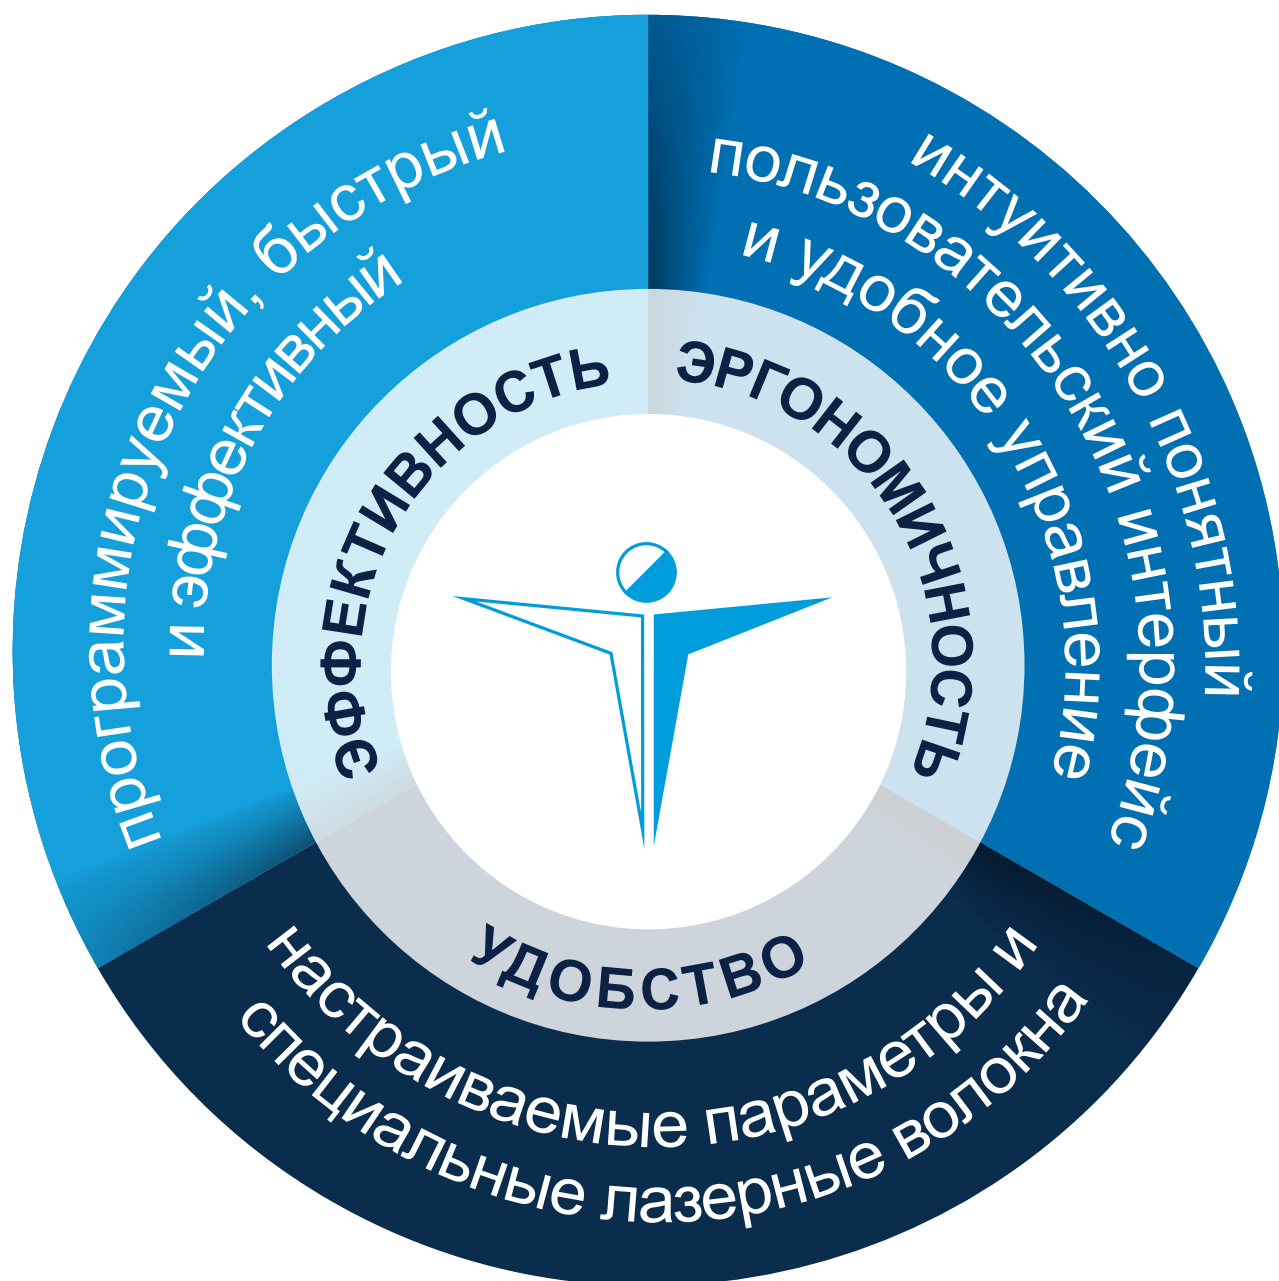 программируемый, быстрый
и эффективный
ЭФФЕКТИВНОСТЬ
интуитивно понятный
пользовательский интерфейс
и удобное управление
ЭРГОНОМИЧНОСТЬ
УДОБСТВО
настраиваемые параметры и
специальные лазерные волокна